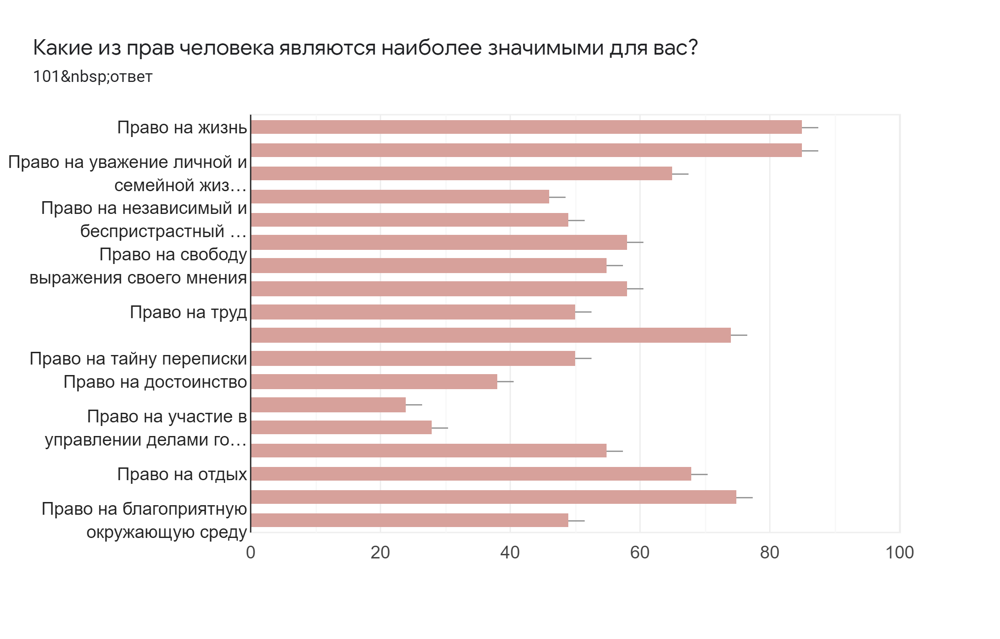 Какие из прав человека являются наиболее значимыми для вас?
101&nbsp;ответ
Право на жизнь
Право на уважение личной и
семейной жиз…
Право на независимый и
беспристрастный …
Право на свободу
выражения своего мнения
Право на труд
Право на тайну переписки
Право на достоинство
Право на участие в
управлении делами го…
Право на отдых
Право на благоприятную
окружающую среду
0 20 40 60 80 100